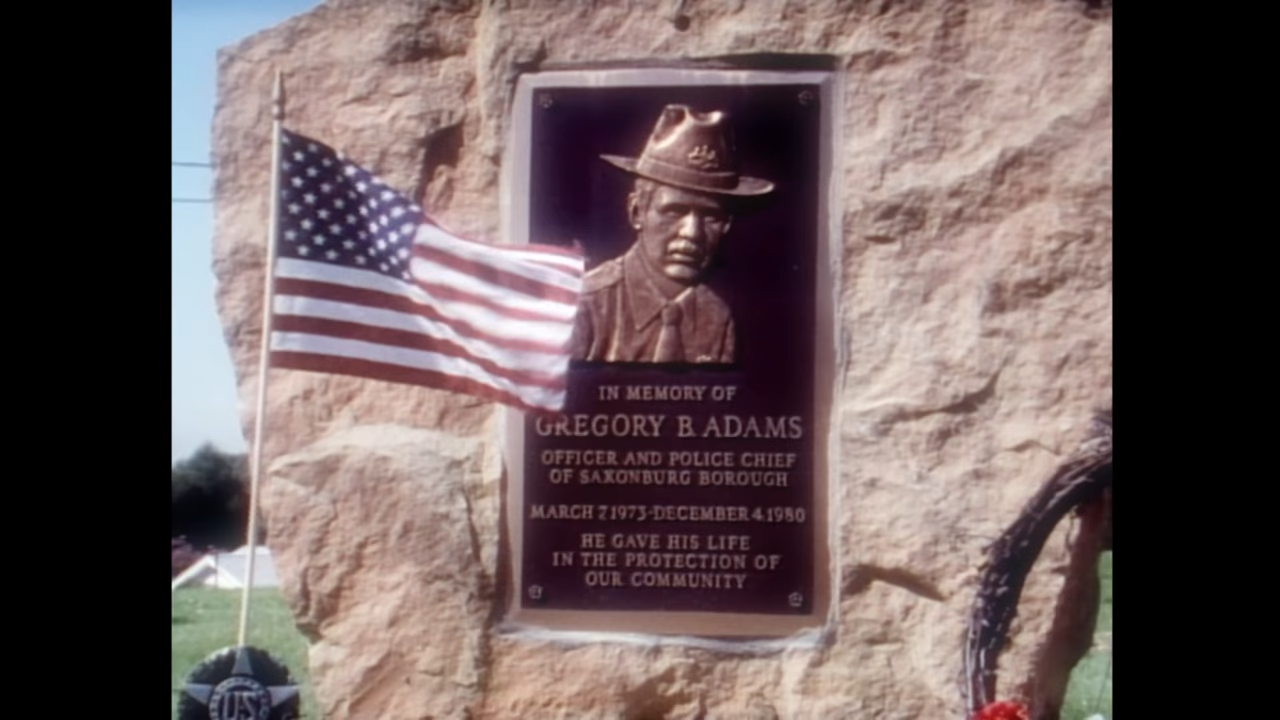 IN MEMORY OF
GREGORY B. ADAMS
OFFICER AND POLICE CHIEF
OF SAXONBURG BOROUGH
MARCH 7 1973-DECEMBER 4 1980
HE GAVE HIS LIFE
IN THE PROTECTION OF
OUR COMMUNITY
US